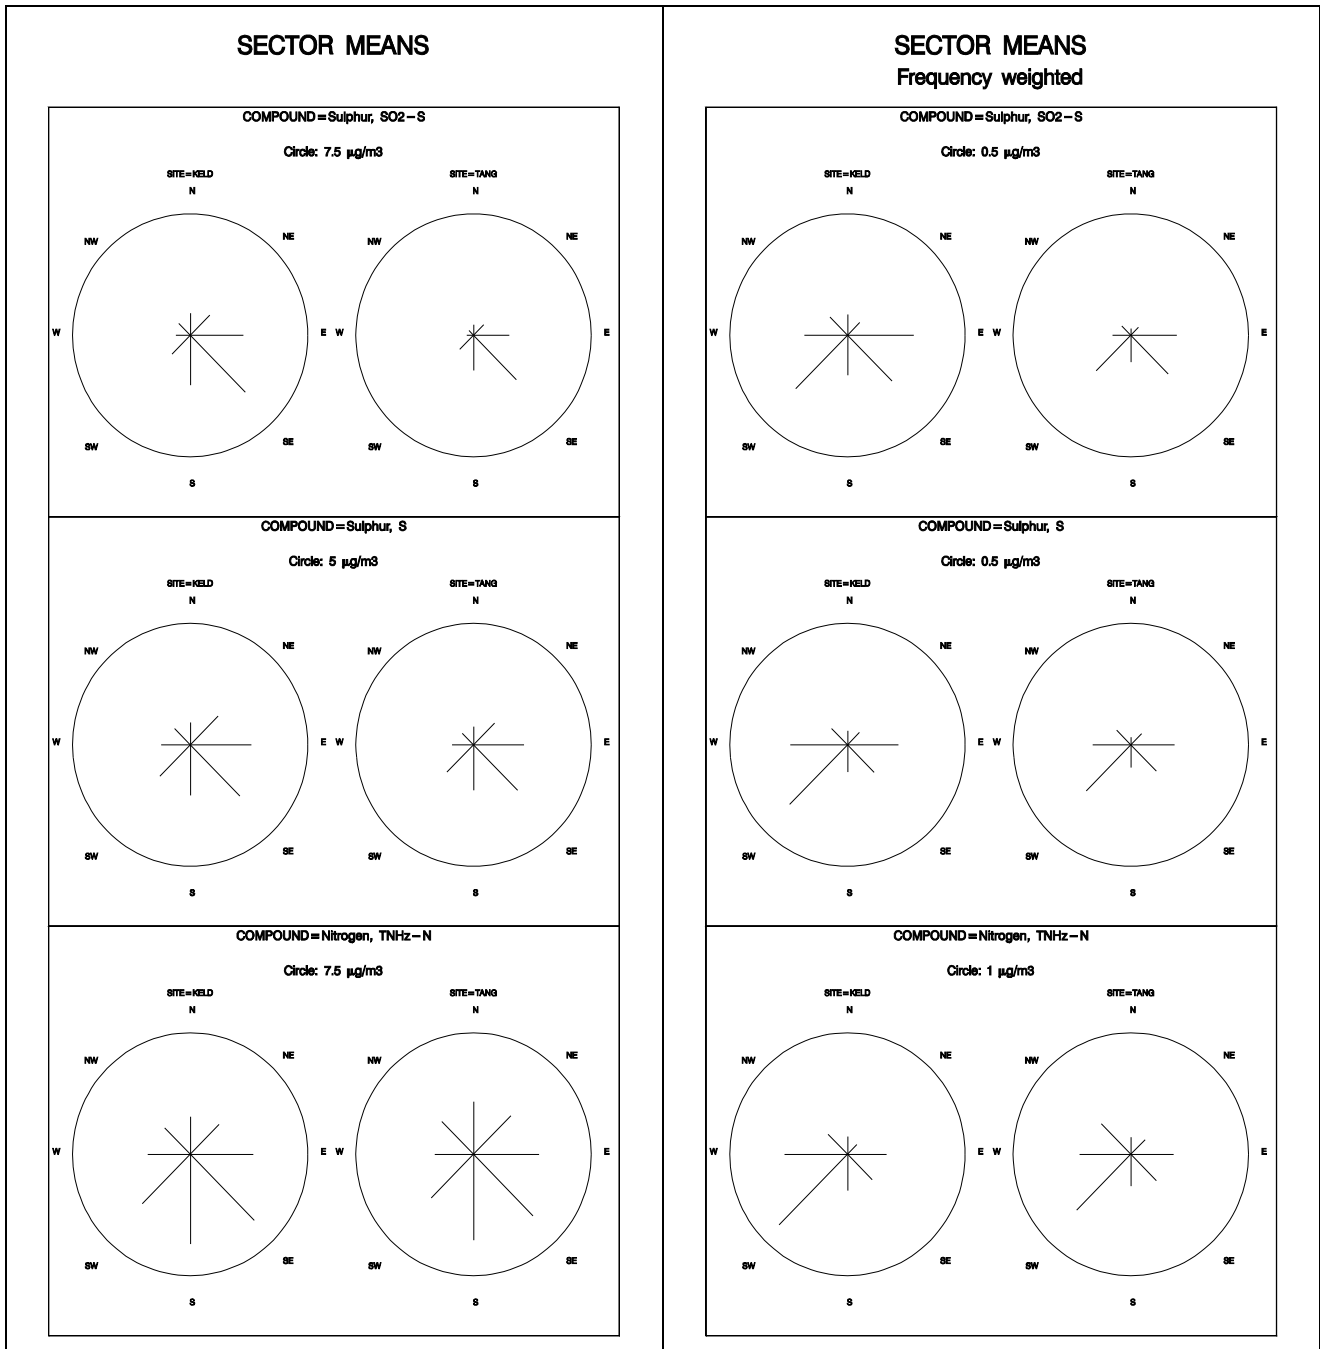 SECTOR MEANS
COMPOUND=Sulphur, SO2-S
Circle: 7.5 µg/m3
SITE=KELD SITE=TANG
N N
NW NE NW NE
W E W E
SW SE SW SE
S S
COMPOUND=Sulphur, S
Circle: 5 µg/m3
SITE=KELD SITE=TANG
N N
NW NE NW NE
W E W E
SW SE SW SE
S S
COMPOUND=Nitrogen, TNHz-N
Circle: 7.5 µg/m3
SITE=KELD SITE=TANG
N N
NW NE NW NE
W E W E
SW SE SW SE
S S
SECTOR MEANS
Frequency weighted
COMPOUND=Sulphur, SO2-S
Circle: 0.5 µg/m3
SITE=KELD SITE=TANG
N N
NW NE NW NE
W E W E
SW SE SW SE
S S
COMPOUND=Sulphur, S
Circle: 0.5 µg/m3
SITE=KELD SITE=TANG
N N
NW NE NW NE
W E W E
SW SE SW SE
S S
COMPOUND=Nitrogen, TNHz-N
Circle: 1 µg/m3
SITE=KELD SITE=TANG
N N
NW NE NW NE
W E W E
SW SE SW SE
S S